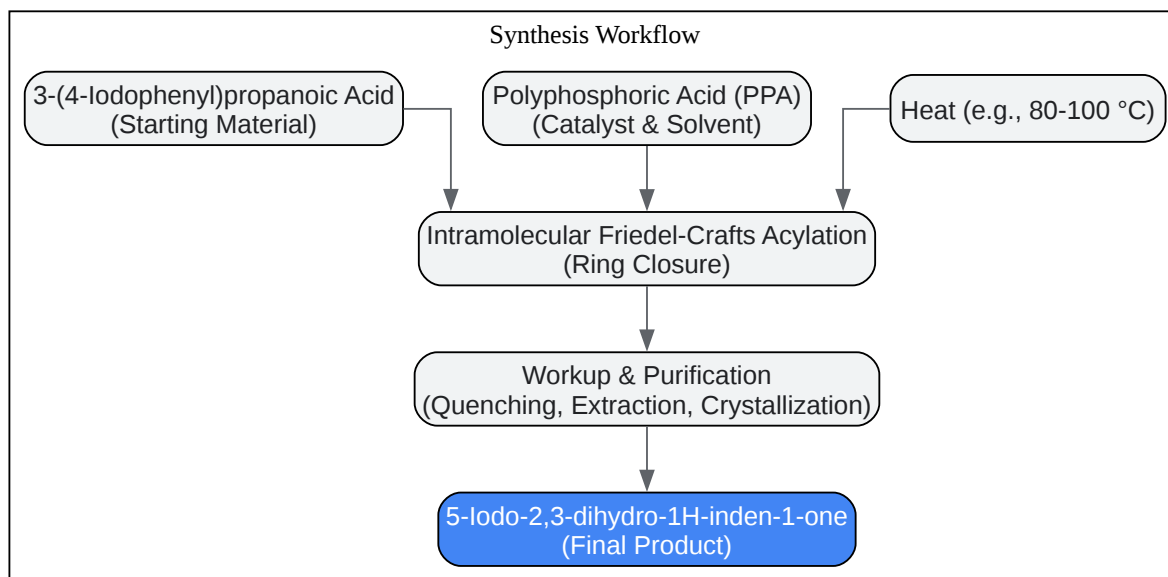 Synthesis Workflow
3-(4-Iodophenyl)propanoic Acid
(Starting Material)
Polyphosphoric Acid (PPA)
(Catalyst & Solvent)
Heat (e.g., 80-100 °C)
Intramolecular Friedel-Crafts Acylation
(Ring Closure)
Workup & Purification
(Quenching, Extraction, Crystallization)
5-Iodo-2,3-dihydro-1H-inden-1-one
(Final Product)